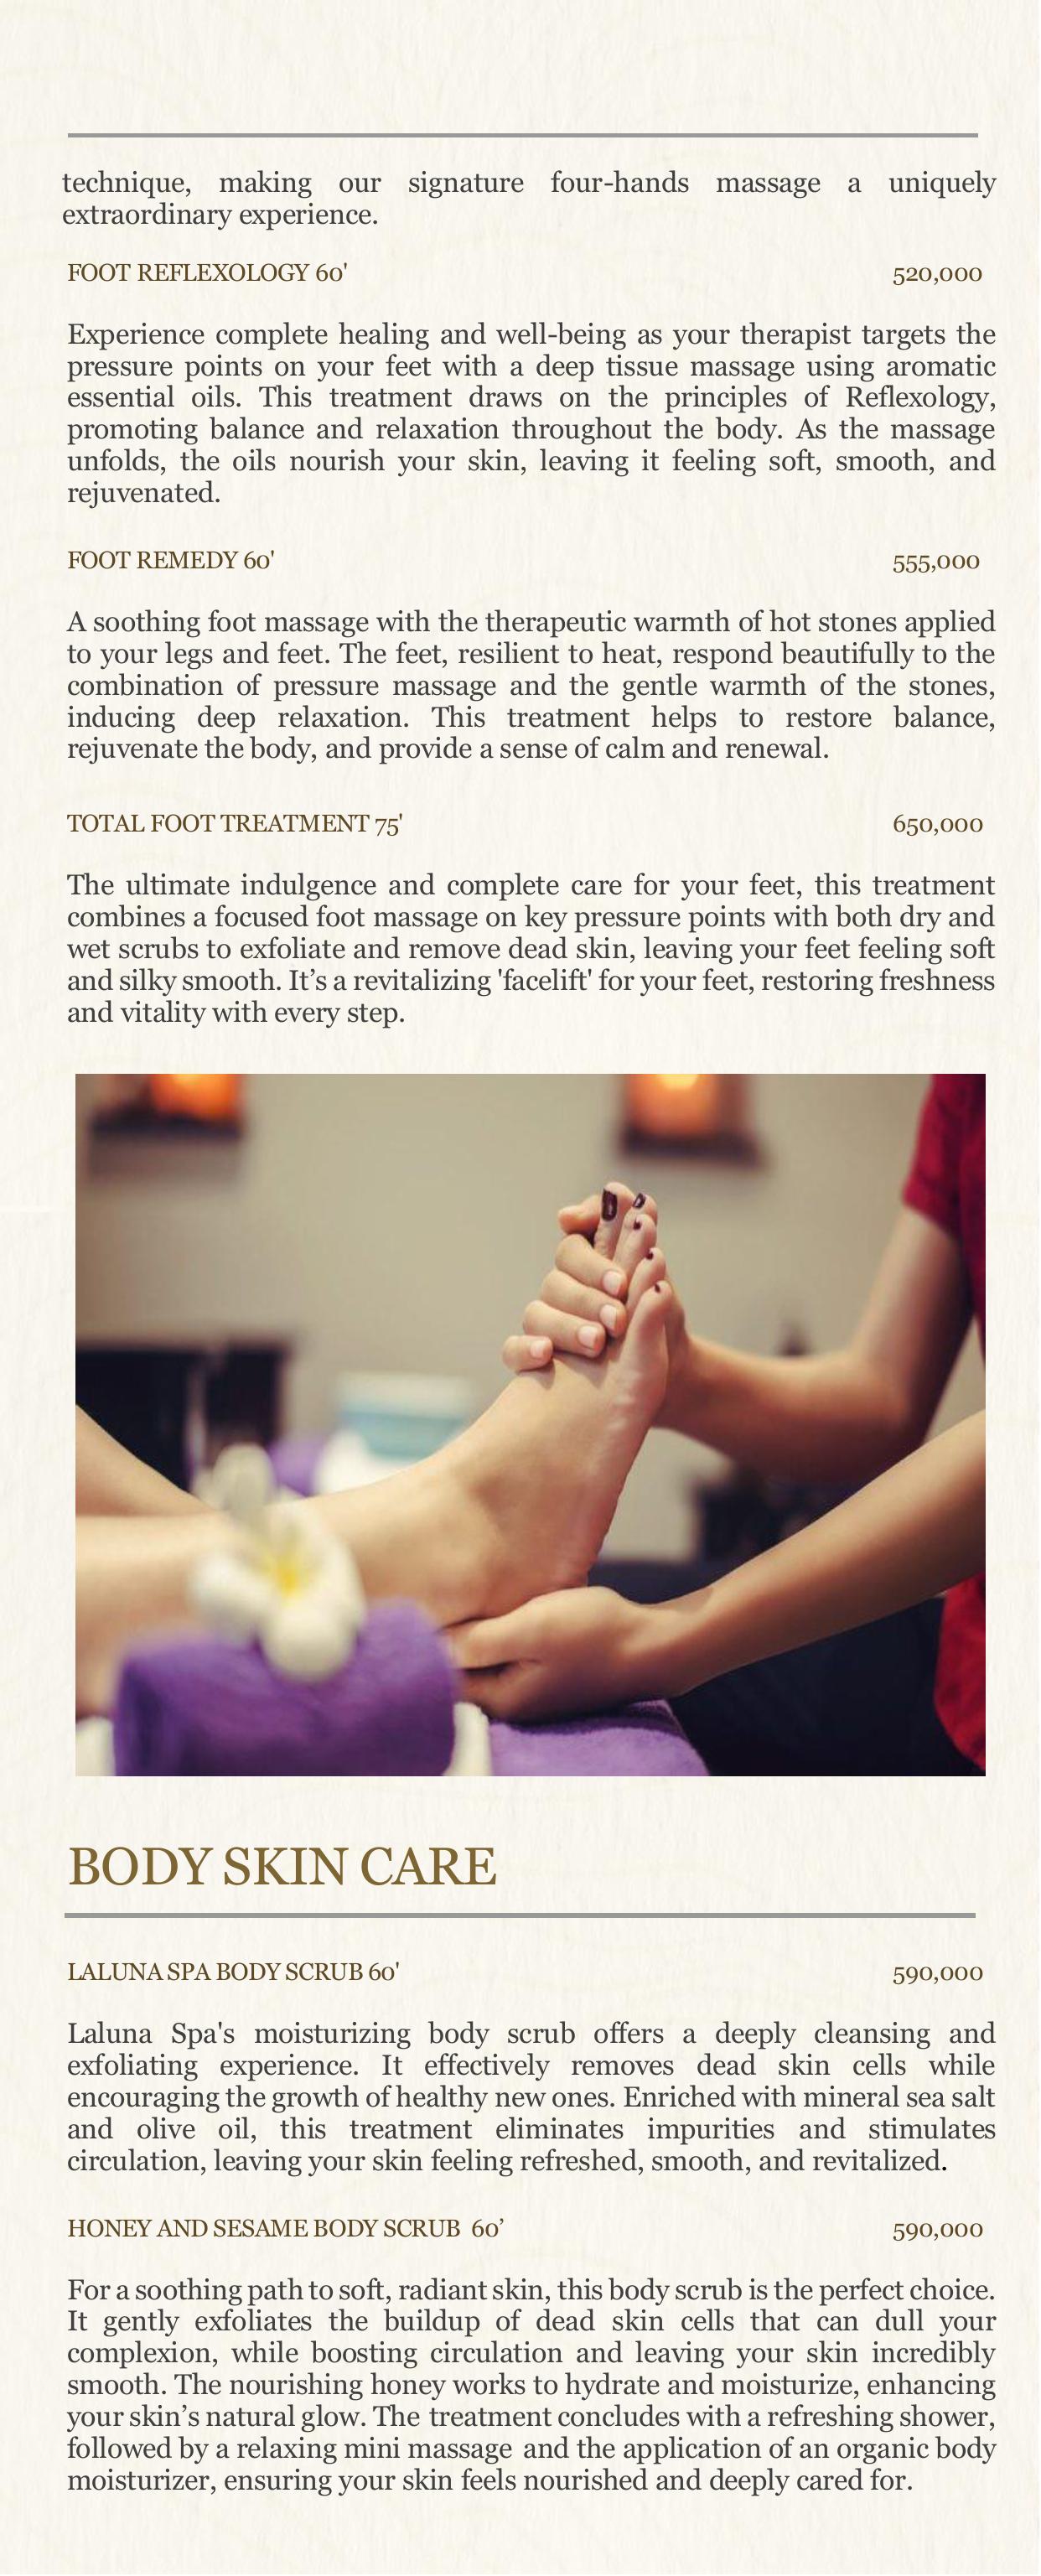 technique, making our signature four-hands massage a uniquely
extraordinary experience.
FOOT REFLEXOLOGY 60' 520,000
Experience complete healing and well-being as your therapist targets the
pressure points on your feet with a deep tissue massage using aromatic
essential oils. This treatment draws on the principles of Reflexology,
promoting balance and relaxation throughout the body. As the massage
unfolds, the oils nourish your skin, leaving it feeling soft, smooth, and
rejuvenated.
FOOT REMEDY 60' 555,000
A soothing foot massage with the therapeutic warmth of hot stones applied
to your legs and feet. The feet, resilient to heat, respond beautifully to the
combination of pressure massage and the gentle warmth of the stones,
inducing deep relaxation. This treatment helps to restore balance,
rejuvenate the body, and provide a sense of calm and renewal.
TOTAL FOOT TREATMENT 75' 650,000
The ultimate indulgence and complete care for your feet, this treatment
combines a focused foot massage on key pressure points with both dry and
wet scrubs to exfoliate and remove dead skin, leaving your feet feeling soft
and silky smooth. It’s a revitalizing 'facelift' for your feet, restoring freshness
and vitality with every step.
BODY SKIN CARE
LALUNA SPA BODY SCRUB 60' 590,000
Laluna Spa's moisturizing body scrub offers a deeply cleansing and
exfoliating experience. It effectively removes dead skin cells while
encouraging the growth of healthy new ones. Enriched with mineral sea salt
and olive oil, this treatment eliminates impurities and stimulates
circulation, leaving your skin feeling refreshed, smooth, and revitalized.
HONEY AND SESAME BODY SCRUB 60’ 590,000
For a soothing path to soft, radiant skin, this body scrub is the perfect choice.
It gently exfoliates the buildup of dead skin cells that can dull your
complexion, while boosting circulation and leaving your skin incredibly
smooth. The nourishing honey works to hydrate and moisturize, enhancing
your skin’s natural glow. The treatment concludes with a refreshing shower,
followed by a relaxing mini massage and the application of an organic body
moisturizer, ensuring your skin feels nourished and deeply cared for.